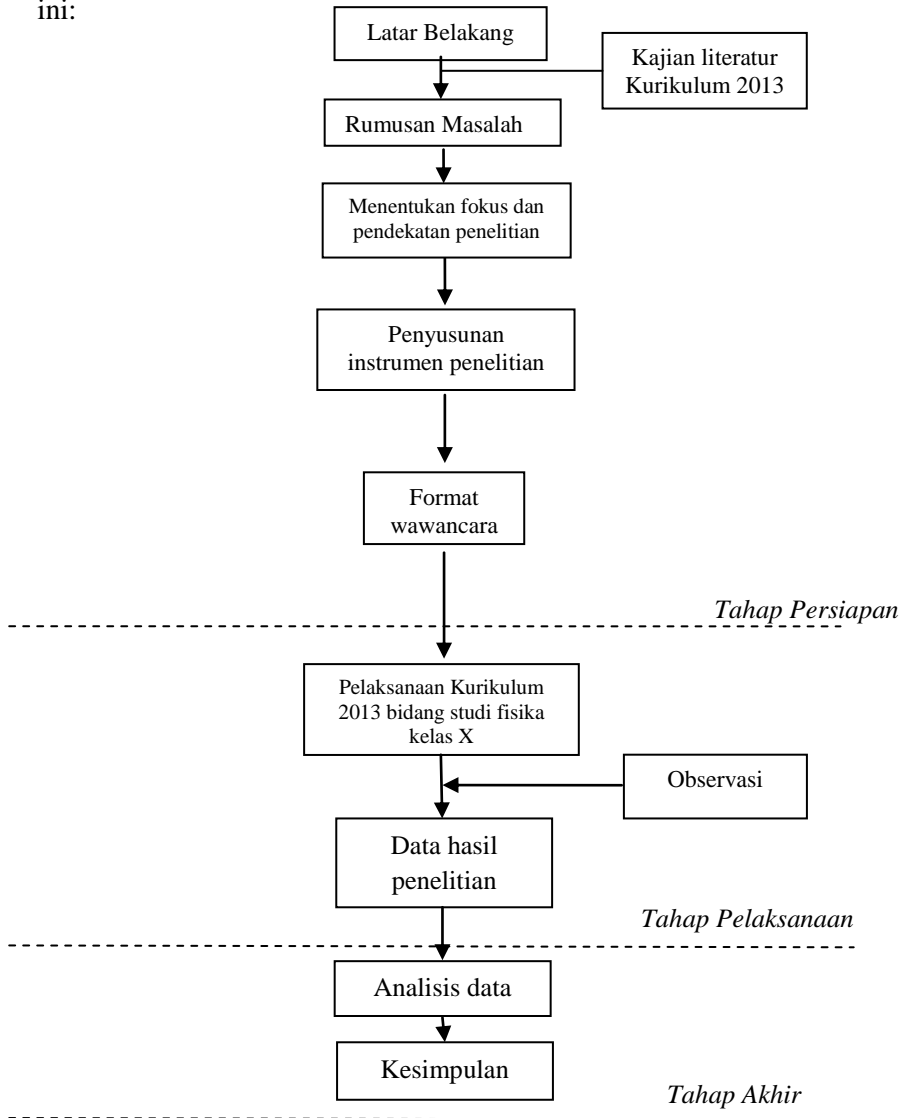 ini:
Latar Belakang
Kajian literatur
Kurikulum 2013
Rumusan Masalah
Menentukan fokus dan
pendekatan penelitian
Penyusunan
instrumen penelitian
Format
wawancara
Tahap Persiapan
Pelaksanaan Kurikulum
2013 bidang studi fisika
kelas X
Observasi
Data hasil
penelitian
Tahap Pelaksanaan
Analisis data
Kesimpulan
Tahap Akhir